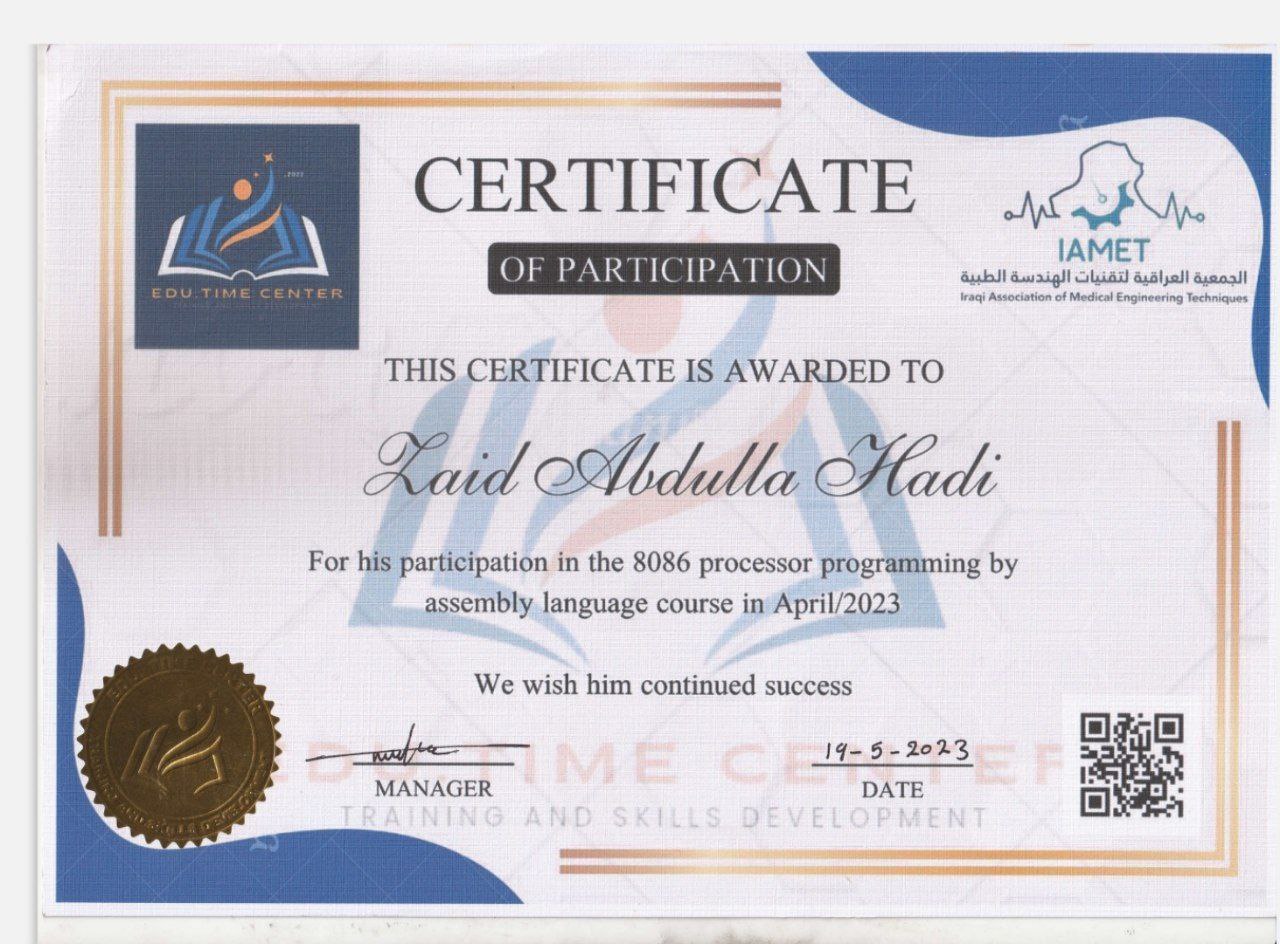 CERTIFICATE
OF PARTICIPATION
.2022
EDU.TIME CENTER
IAMET
الجمعية العراقية لتقنيات الهندسة الطبية
Iraqi Association of Medical Engineering Techniques
THIS CERTIFICATE IS AWARDED TO
Zaid Abdulla Hadi
For his participation in the 8086 processor programming by
assembly language course in April/2023
We wish him continued success
19-5-2023
MANAGER
DATE
EDU.TIME CENTER
TRAINING AND SKILLS DEVELOPMENT
EDU.TIME CENTER
TRAINING AND SKILLS DEVELOPMENT